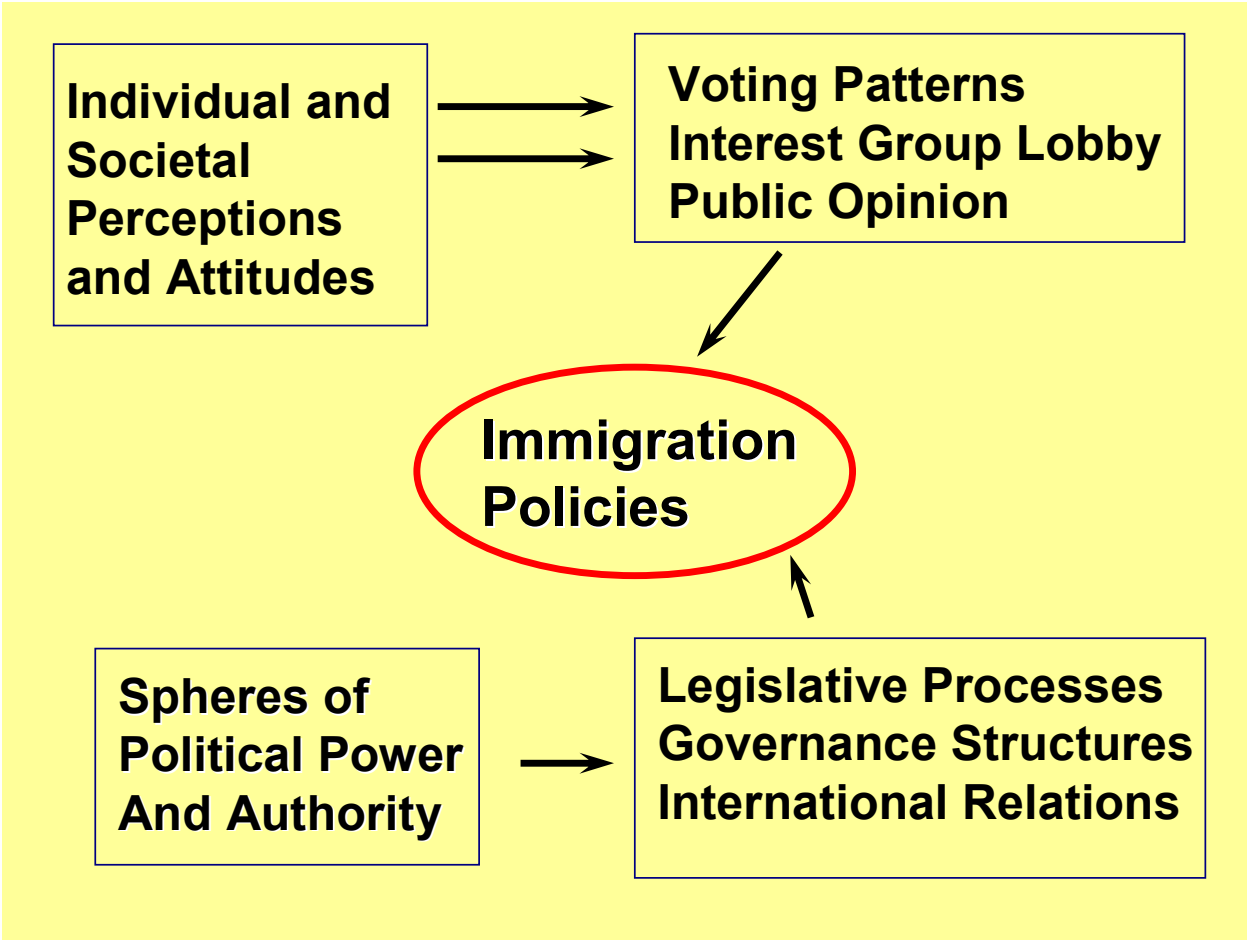 Individual and
Societal
Perceptions
and Attitudes
Voting Patterns
Interest Group Lobby
Public Opinion
Immigration
Policies
Spheres of
Political Power
And Authority
Legislative Processes
Governance Structures
International Relations